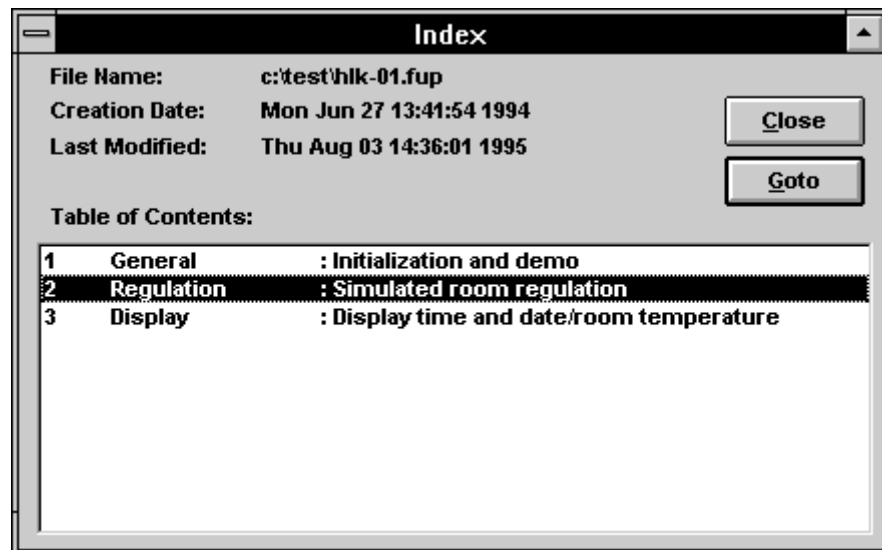 Index
File Name: c:\test\hlk-01.fup
Creation Date: Mon Jun 27 13:41:54 1994
Close
Last Modified: Thu Aug 03 14:36:01 1995
Goto
Table of Contents:
1 General : Initialization and demo
2 Regulation : Simulated room regulation
3 Display : Display time and date/room temperature